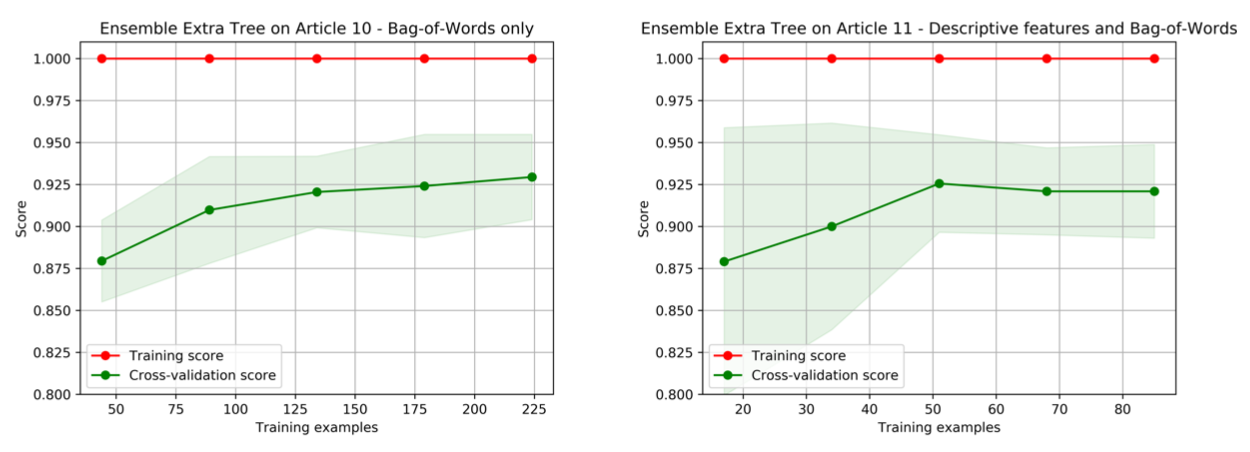 Ensemble Extra Tree on Article 10 - Bag-of-Words only
1.000
0.975
0.950
0.925
0.900
0.875
0.850
0.825
0.800
Score
Training score
Cross-validation score
50 75 100 125 150 175 200 225
Training examples
Ensemble Extra Tree on Article 11 - Descriptive features and Bag-of-Words
1.000
0.975
0.950
0.925
0.900
0.875
0.850
0.825
0.800
Score
Training score
Cross-validation score
20 30 40 50 60 70 80
Training examples